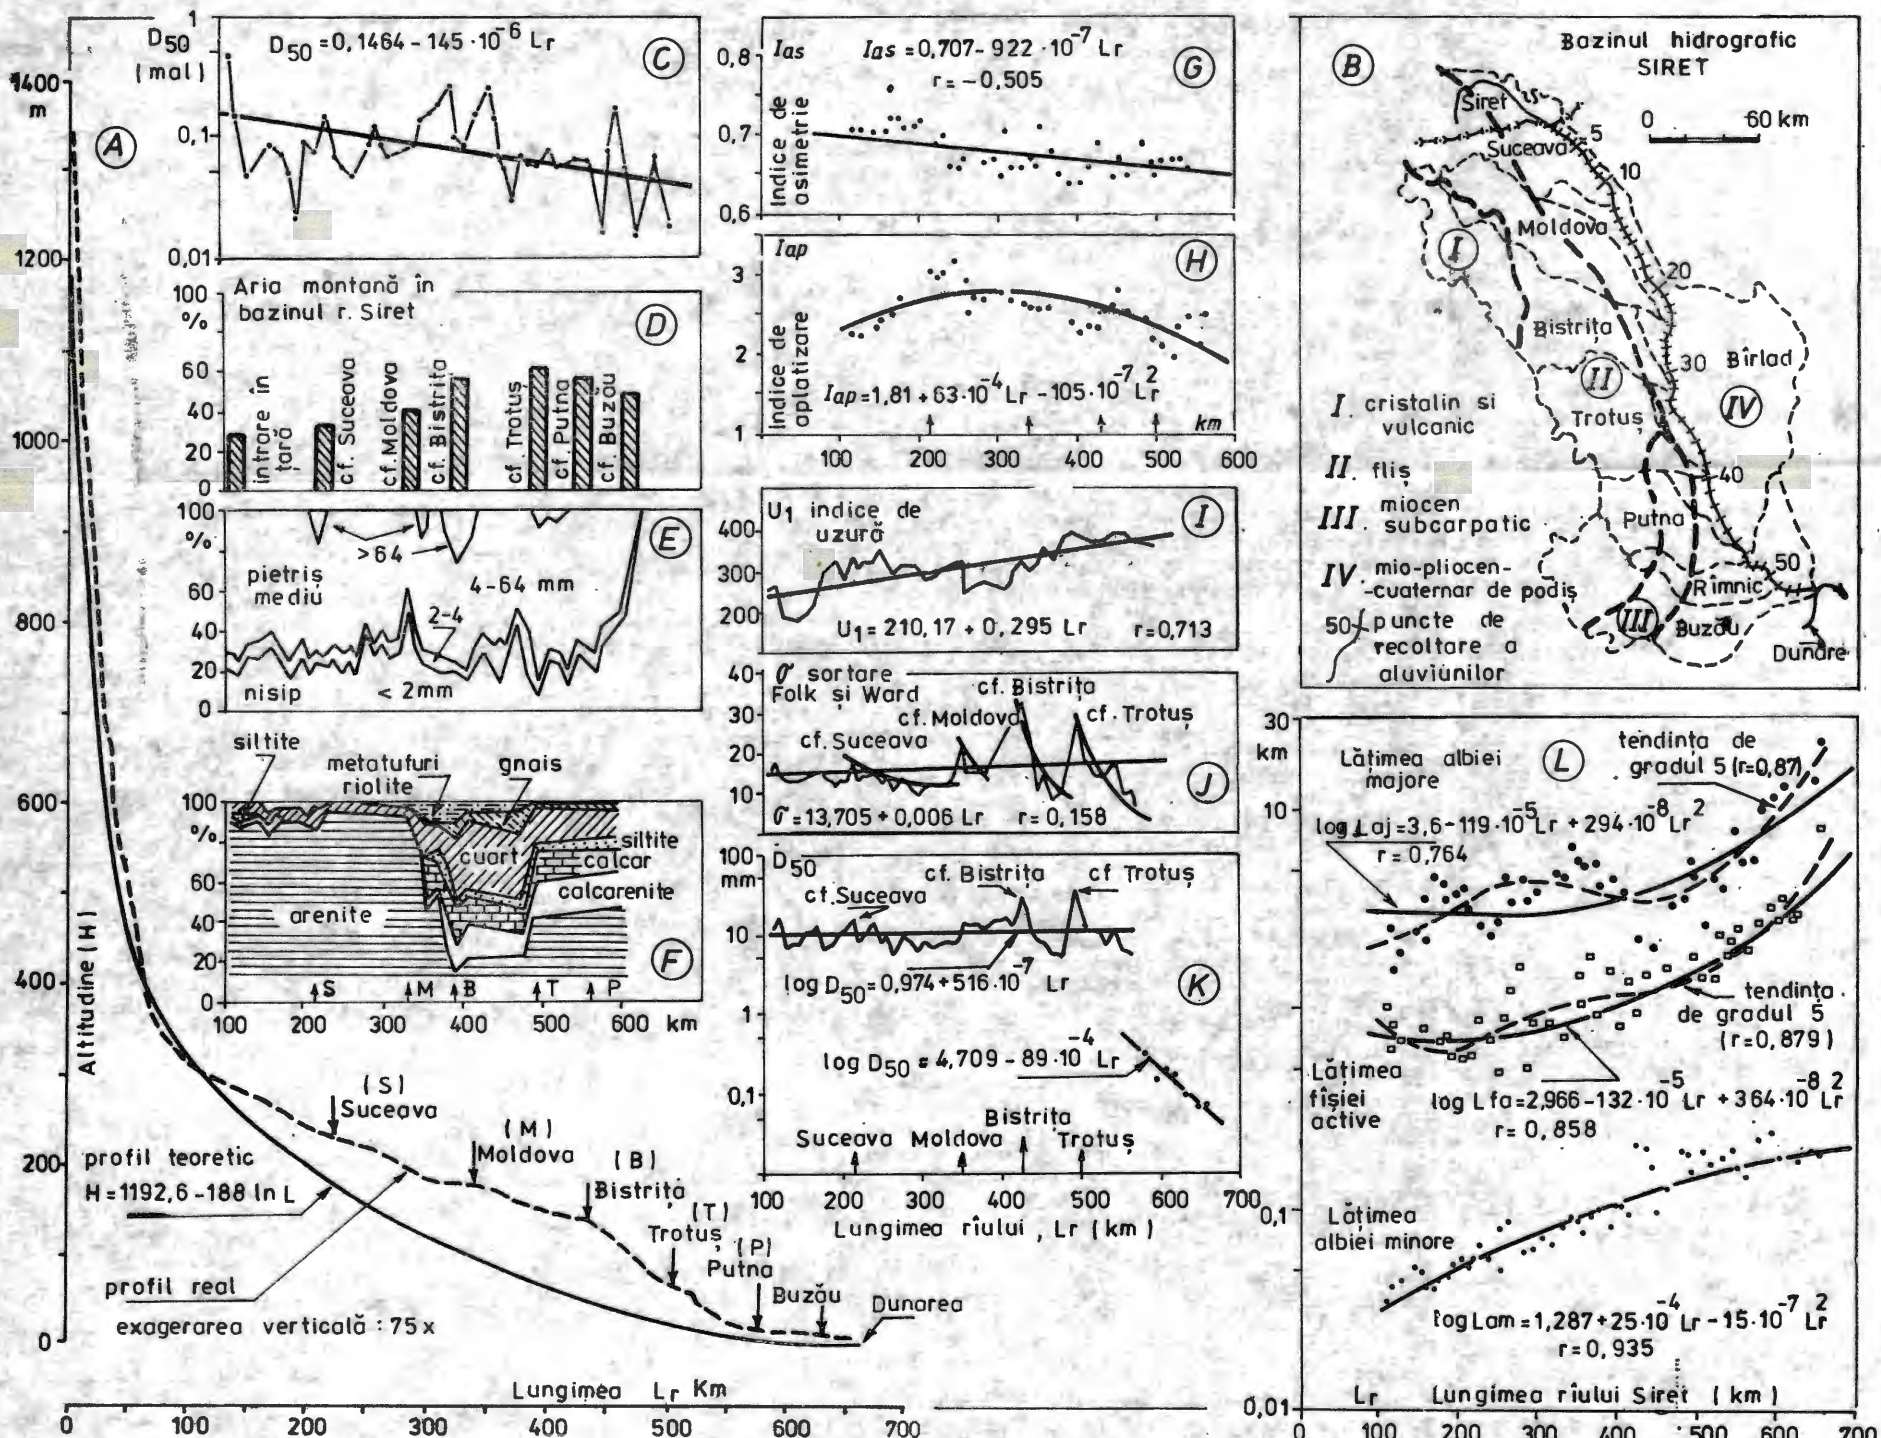 1400
m
1200
1000
800
600
400
200
0
Altitudine (H)
A
(S)
Suceava
(M)
Moldova
(B)
Bistrița
(T)
Trotuș
(P)
Putna
Buzău
Dunarea
profil teoretic
H = 1192,6 - 188 ln L
profil real
exagerarea verticală : 75 x
Lungimea Lr Km
0 100 200 300 400 500 600 700
1
D50
(mal)
0,1
0,01
D50 = 0,1464 - 145 · 10⁻⁶ Lr
C
Aria montană în
bazinul r. Siret
D
100
%
80
60
40
20
0
intrare în
țară
cf. Suceava
cf. Moldova
cf. Bistrița
cf. Trotuș
cf. Putna
cf. Buzău
100
%
80
60
40
20
0
E
>64
pietriș
mediu
4-64 mm
2-4
nisip < 2mm
siltite
metatufuri
riolite
gnais
100
%
80
60
40
20
0
cuart
siltite
calcar
calcarenite
arenite
F
S M B T P
100 200 300 400 500 600 km
0,8
Ias
0,7
0,6
Indice de
asimetrie
Ias = 0,707 - 922 · 10⁻⁷ Lr
r = -0,505
G
Iap
H
3
2
1
Indice de
aplatizare
Iap = 1,81 + 63 · 10⁻⁴ Lr - 105 · 10⁻⁷ Lr²
km
100 200 300 400 500 600
U1 indice de
uzură
I
400
300
200
U1 = 210,17 + 0,295 Lr r = 0,713
40
30
20
10
σ sortare
Folk și Ward
cf. Bistrița
cf. Moldova
cf. Trotuș
cf. Suceava
J
σ = 13,705 + 0,006 Lr r = 0,158
100
mm
10
1
0,1
D50
cf. Bistrița
cf Trotuș
cf. Suceava
log D50 = 0,974 + 516 · 10⁻⁷ Lr
K
log D50 = 4,709 - 89 · 10⁻⁴ Lr
Bistrița
Suceava Moldova Trotuș
100 200 300 400 500 600 700
Lungimea rîului , Lr (km)
B
Bazinul hidrografic
SIRET
0 60 km
Siret
5
Suceava
10
Moldova
I
20
Bistrița
30
Bîrlad
II
IV
Trotuș
40
Putna
50
Rîmnic
III
Buzău
Dunăre
I. cristalin si
vulcanic
II. fliș
III. miocen
subcarpatic
IV. mio-pliocen-
-cuaternar de podiș
50 puncte de
recoltare a
aluviunilor
30
km
10
0,1
0,01
Lățimea albiei
majore
L
tendința de
gradul 5 (r=0,87)
log Laj = 3,6 - 119 · 10⁻⁵ Lr + 294 · 10⁻⁸ Lr²
r = 0,764
tendința
de gradul 5
(r = 0,879)
Lățimea
fîșiei
active
log Lfa = 2,966 - 132 · 10⁻⁵ Lr + 364 · 10⁻⁸ Lr²
r = 0,858
Lățimea
albiei minore
log Lam = 1,287 + 25 · 10⁻⁴ Lr - 15 · 10⁻⁷ Lr²
r = 0,935
Lr Lungimea rîului Siret (km)
0 100 200 300 400 500 600 700